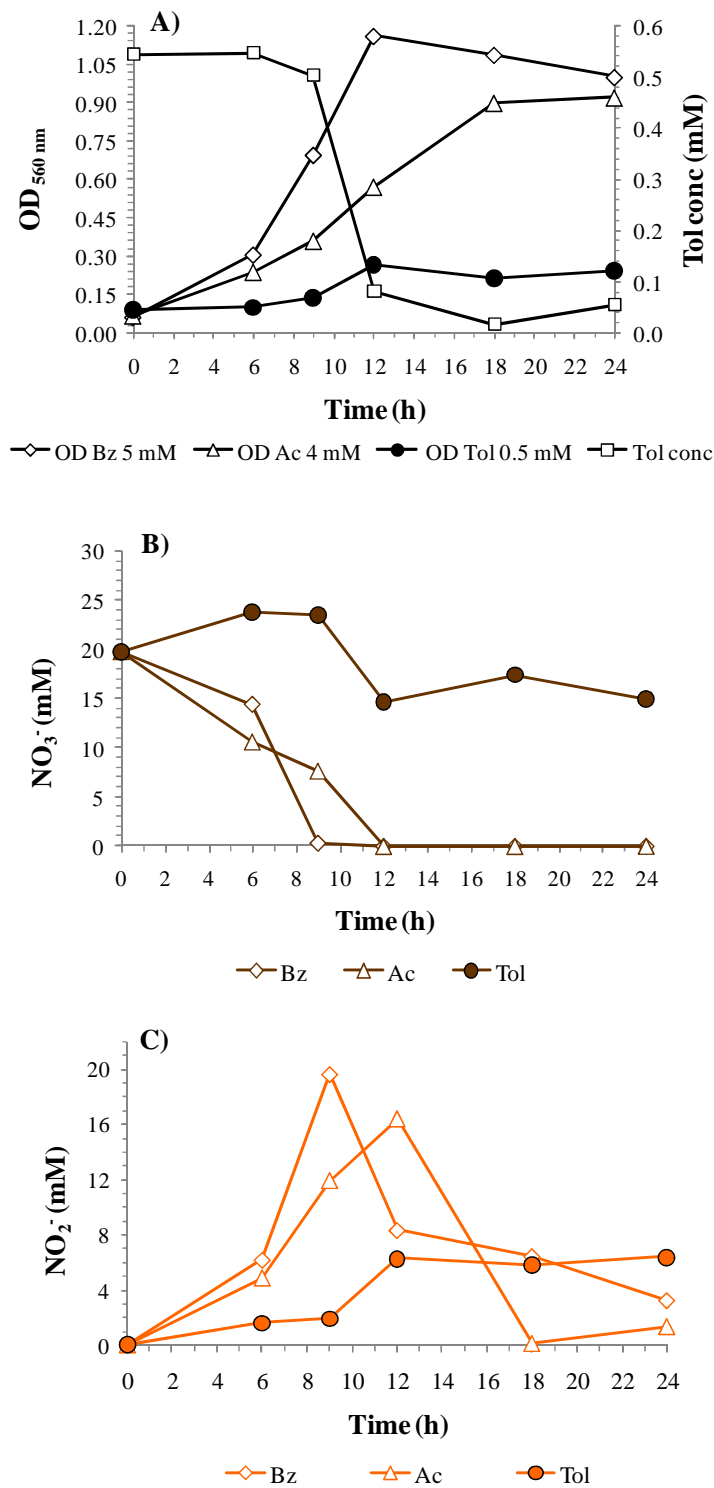 A)
1.20 0.6
1.05
0.90 0.5
0.75 0.4
0.60 0.3
0.45
0.30 0.2
0.15 0.1
0.00 0.0
OD560 nm
Tol conc (mM)
0 2 4 6 8 10 12 14 16 18 20 22 24
Time (h)
OD Bz 5 mM OD Ac 4 mM OD Tol 0.5 mM Tol conc
B)
30
25
20
15
10
5
0
NO3- (mM)
0 2 4 6 8 10 12 14 16 18 20 22 24
Time (h)
Bz Ac Tol
C)
20
16
12
8
4
0
NO2- (mM)
0 2 4 6 8 10 12 14 16 18 20 22 24
Time (h)
Bz Ac Tol